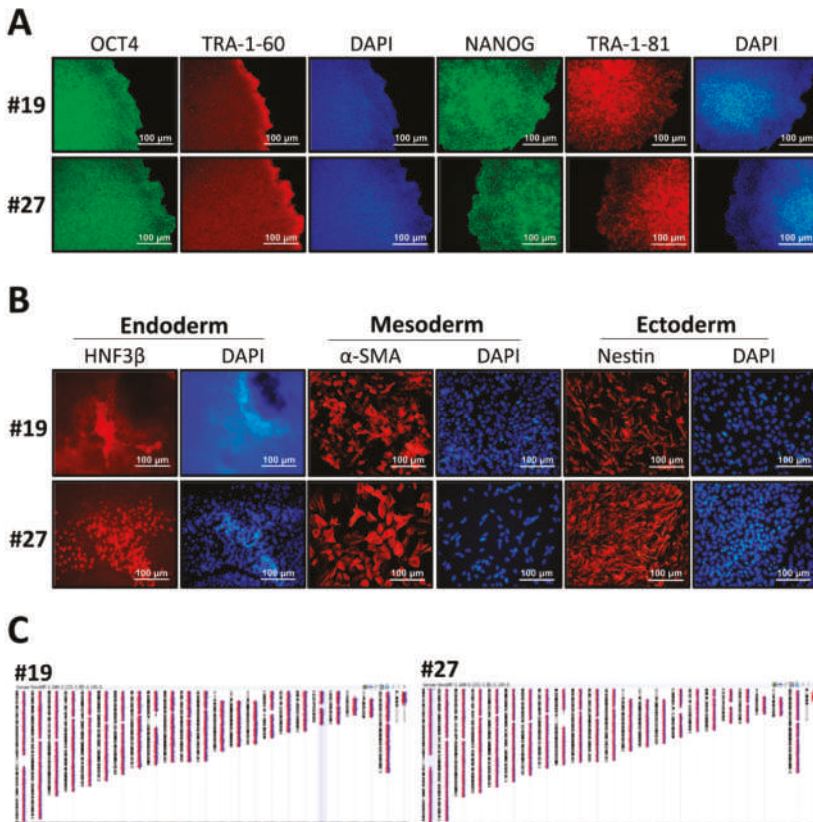 A
OCT4 TRA-1-60 DAPI NANOG TRA-1-81 DAPI
#19
100 µm 100 µm 100 µm 100 µm 100 µm 100 µm
#27
100 µm 100 µm 100 µm 100 µm 100 µm 100 µm
B
Endoderm Mesoderm Ectoderm
HNF3β DAPI α-SMA DAPI Nestin DAPI
#19
100 µm 100 µm 100 µm 100 µm 100 µm 100 µm
#27
100 µm 100 µm 100 µm 100 µm 100 µm 100 µm
C
#19 #27